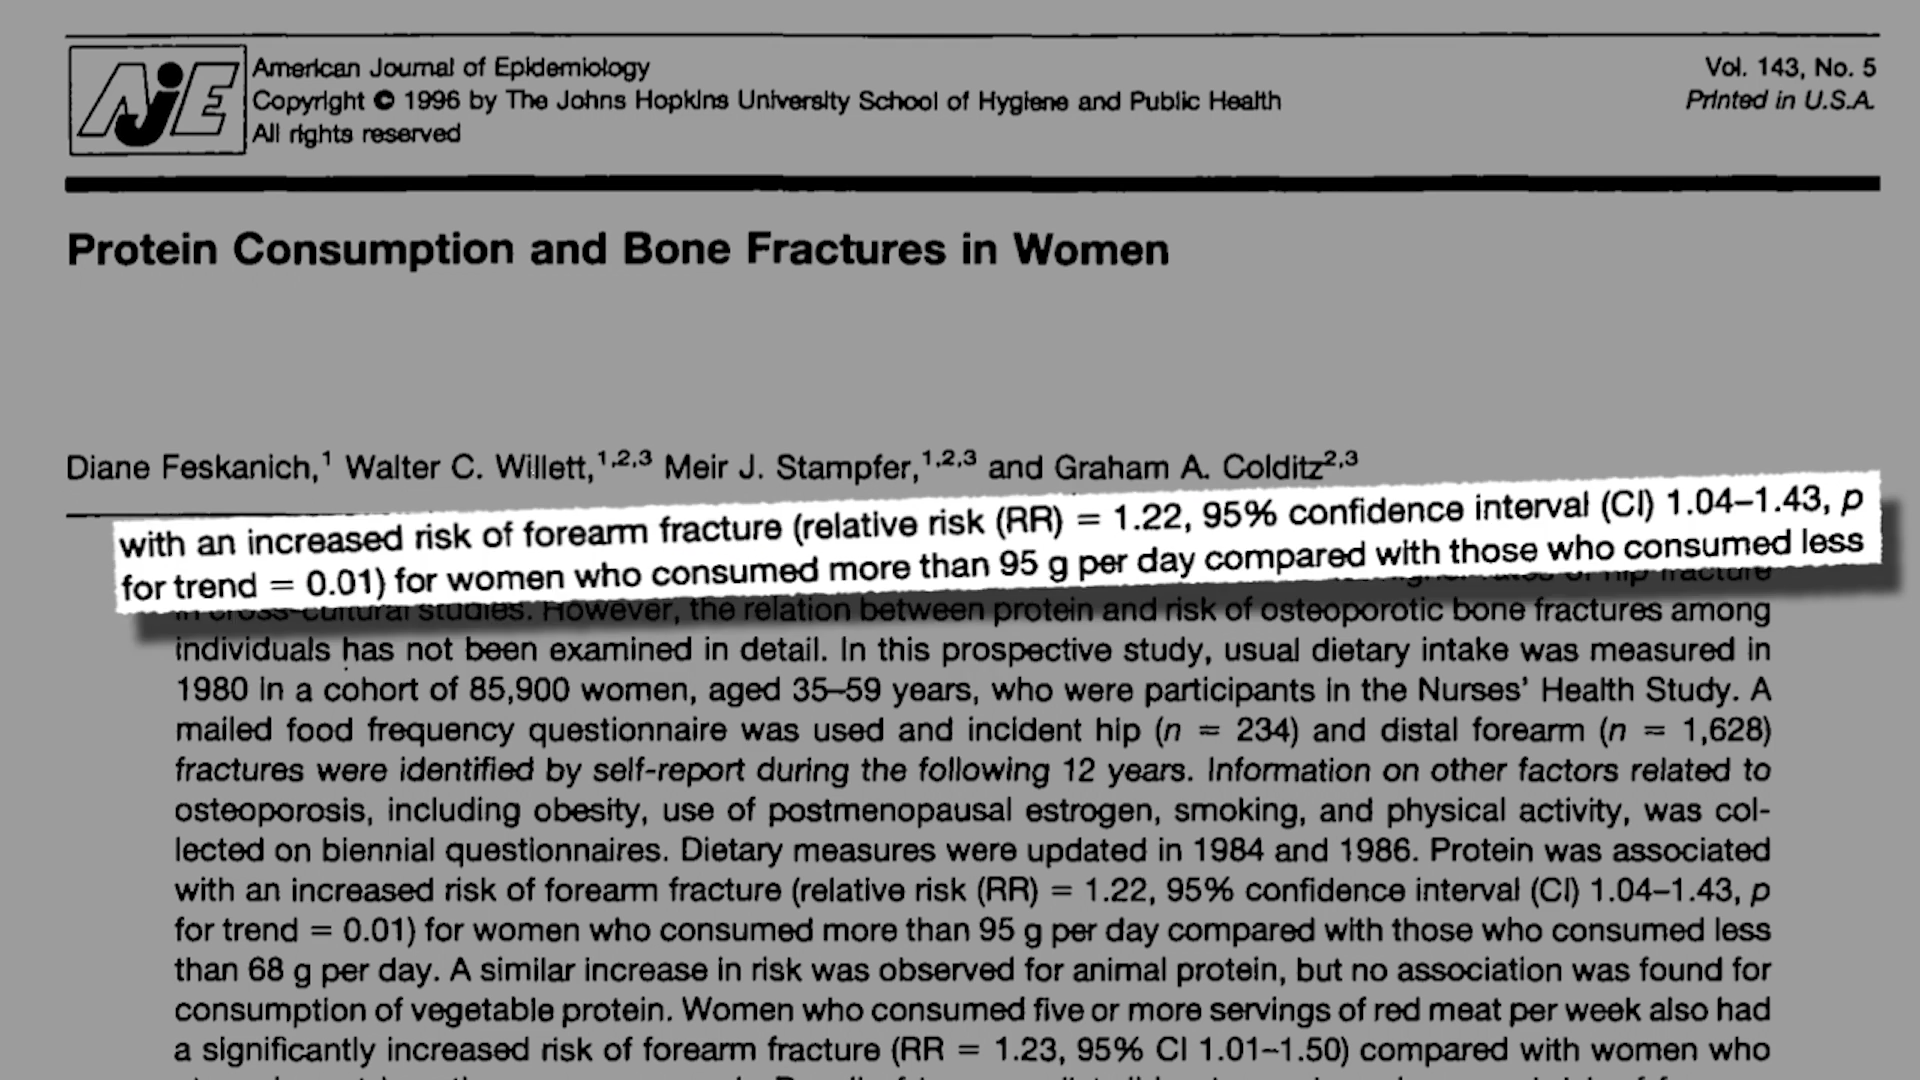 AJE
American Journal of Epidemiology
Copyright © 1996 by The Johns Hopkins University School of Hygiene and Public Health
All rights reserved
Vol. 143, No. 5
Printed in U.S.A.
Protein Consumption and Bone Fractures in Women
Diane Feskanich,¹ Walter C. Willett,¹,²,³ Meir J. Stampfer,¹,²,³ and Graham A. Colditz²,³
with an increased risk of forearm fracture (relative risk (RR) = 1.22, 95% confidence interval (CI) 1.04–1.43, p
for trend = 0.01) for women who consumed more than 95 g per day compared with those who consumed less
of hip fracture
in cross-cultural studies. However, the relation between protein and risk of osteoporotic bone fractures among
individuals has not been examined in detail. In this prospective study, usual dietary intake was measured in
1980 in a cohort of 85,900 women, aged 35–59 years, who were participants in the Nurses' Health Study. A
mailed food frequency questionnaire was used and incident hip (n = 234) and distal forearm (n = 1,628)
fractures were identified by self-report during the following 12 years. Information on other factors related to
osteoporosis, including obesity, use of postmenopausal estrogen, smoking, and physical activity, was col-
lected on biennial questionnaires. Dietary measures were updated in 1984 and 1986. Protein was associated
with an increased risk of forearm fracture (relative risk (RR) = 1.22, 95% confidence interval (CI) 1.04–1.43, p
for trend = 0.01) for women who consumed more than 95 g per day compared with those who consumed less
than 68 g per day. A similar increase in risk was observed for animal protein, but no association was found for
consumption of vegetable protein. Women who consumed five or more servings of red meat per week also had
a significantly increased risk of forearm fracture (RR = 1.23, 95% CI 1.01–1.50) compared with women who